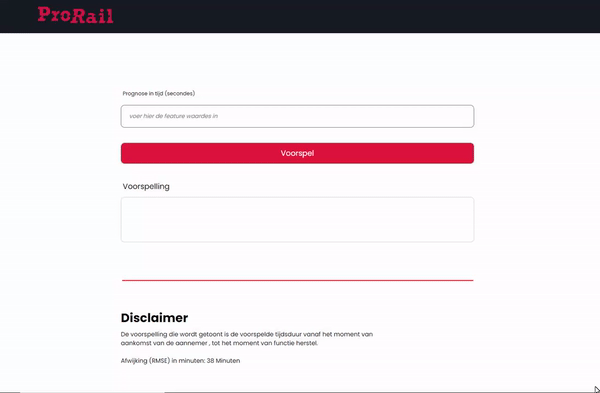 ProRail
Prognose in tijd (secondes)
voer hier de feature waardes in
Voorspel
Voorspelling
Disclaimer
De voorspelling die wordt getoont is de voorspelde tijdsduur vanaf het moment van
aankomst van de aannemer , tot het moment van functie herstel.
Afwijking (RMSE) in minuten: 38 Minuten